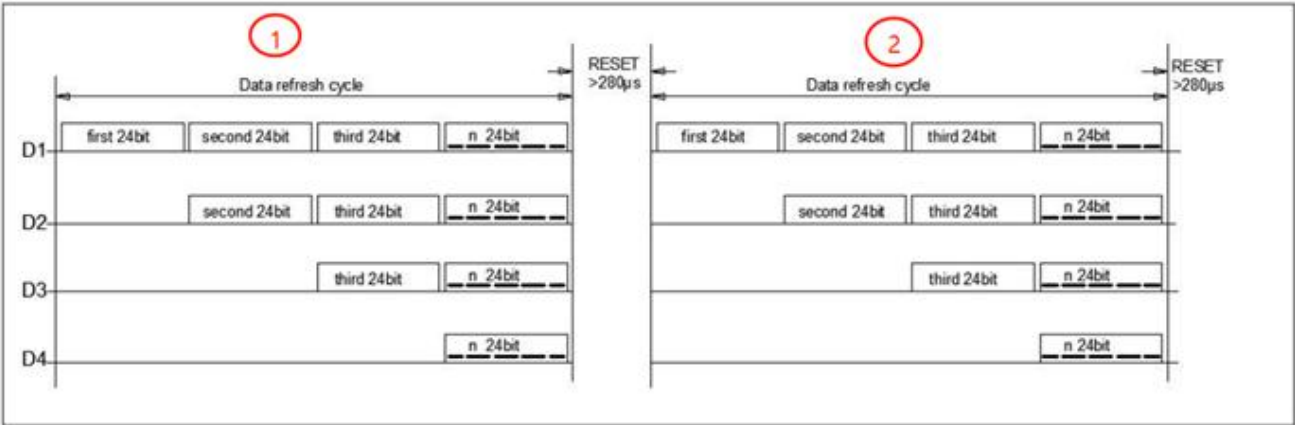 1
2
RESET
>280μs
RESET
>280μs
Data refresh cycle
Data refresh cycle
D1 first 24bit second 24bit third 24bit n 24bit first 24bit second 24bit third 24bit n 24bit
D2 second 24bit third 24bit n 24bit second 24bit third 24bit n 24bit
D3 third 24bit n 24bit third 24bit n 24bit
D4 n 24bit n 24bit